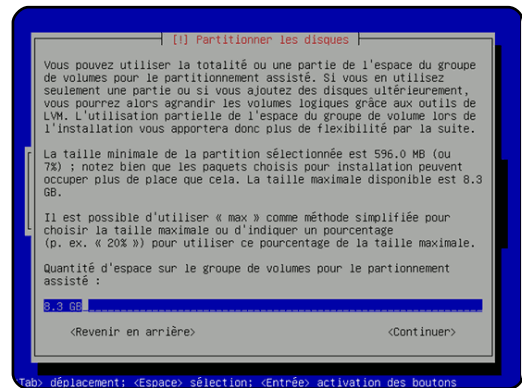 [!] Partitionner les disques
Vous pouvez utiliser la totalité ou une partie de l'espace du groupe
de volumes pour le partitionnement assisté. Si vous en utilisez
seulement une partie ou si vous ajoutez des disques ultérieurement,
vous pourrez alors agrandir les volumes logiques grâce aux outils de
LVM. L'utilisation partielle de l'espace du groupe de volume lors de
l'installation vous apportera donc plus de flexibilité par la suite.
La taille minimale de la partition sélectionnée est 596.0 MB (ou
7%) ; notez bien que les paquets choisis pour installation peuvent
occuper plus de place que cela. La taille maximale disponible est 8.3
GB.
Il est possible d'utiliser « max » comme méthode simplifiée pour
choisir la taille maximale ou d'indiquer un pourcentage
(p. ex. « 20% ») pour utiliser ce pourcentage de la taille maximale.
Quantité d'espace sur le groupe de volumes pour le partionnement
assisté :
8.3 GB
<Revenir en arrière> <Continuer>
Tab> déplacement; <Espace> sélection; <Entrée> activation des boutons